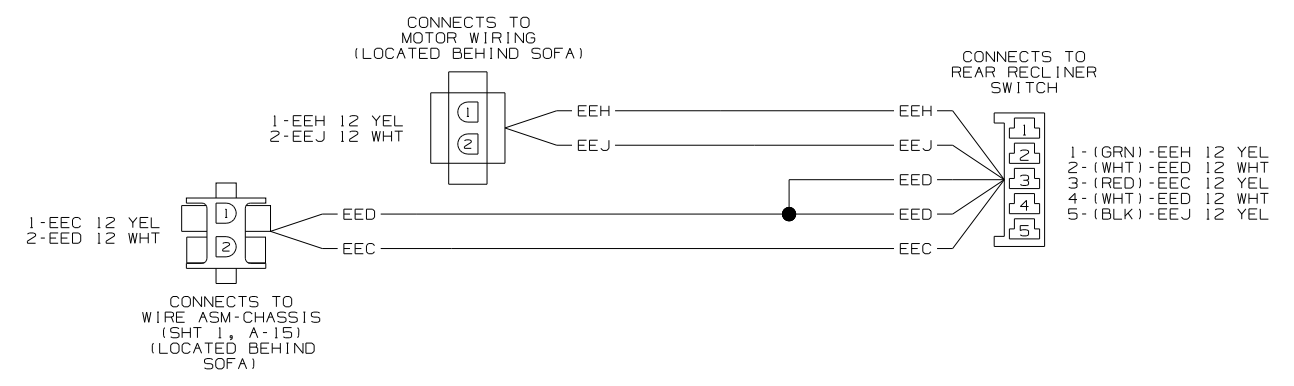 CONNECTS TO
MOTOR WIRING
(LOCATED BEHIND SOFA)
1-EEH 12 YEL
2-EEJ 12 WHT
1
2
EEH
EEJ
EEH
EEJ
EED
EED
EEC
CONNECTS TO
REAR RECLINER
SWITCH
1
2
3
4
5
1-(GRN)-EEH 12 YEL
2-(WHT)-EED 12 WHT
3-(RED)-EEC 12 YEL
4-(WHT)-EED 12 WHT
5-(BLK)-EEJ 12 YEL
1-EEC 12 YEL
2-EED 12 WHT
1
2
EED
EEC
CONNECTS TO
WIRE ASM-CHASSIS
(SHT 1, A-15)
(LOCATED BEHIND
SOFA)